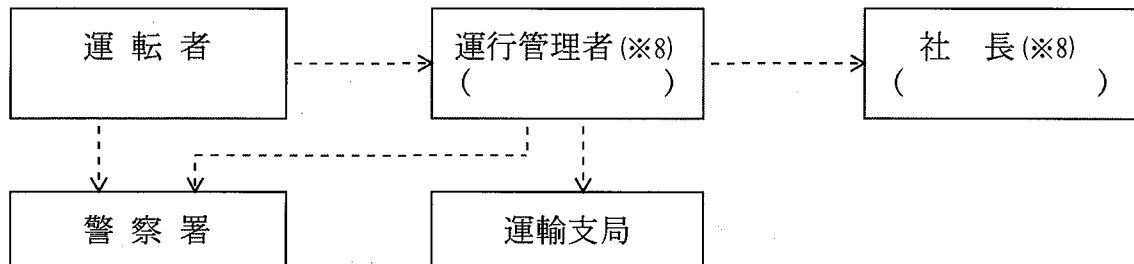 運転者
運行管理者(※8)
(　　　　)
社　長(※8)
(　　　　)
警察署
運輸支局